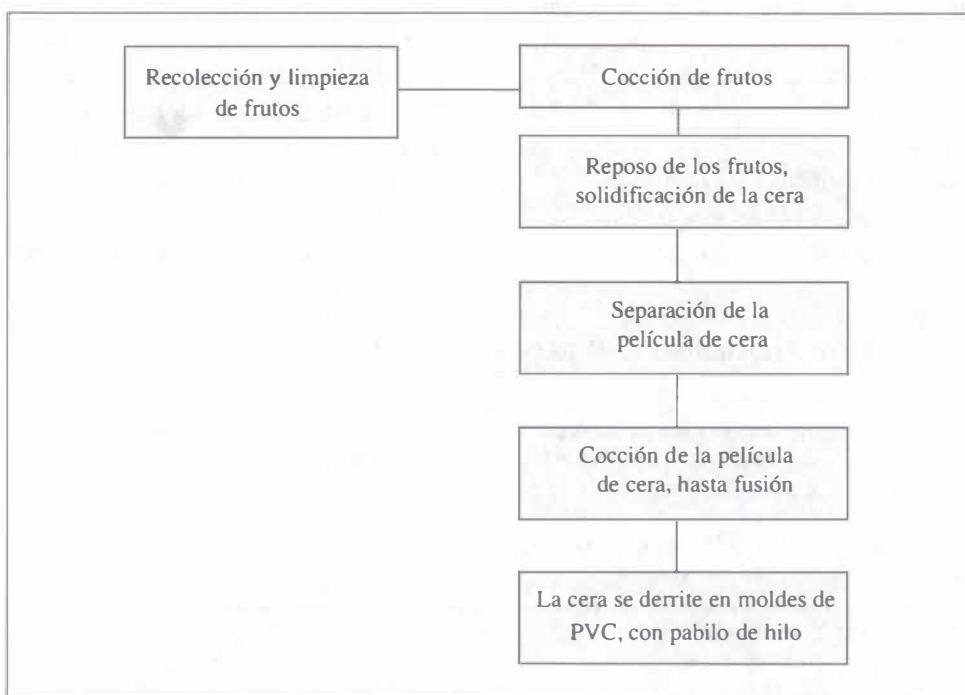 Recolección y limpieza
de frutos
Cocción de frutos
Reposo de los frutos,
solidificación de la cera
Separación de la
película de cera
Cocción de la película
de cera, hasta fusión
La cera se derrite en moldes de
PVC, con pabilo de hilo